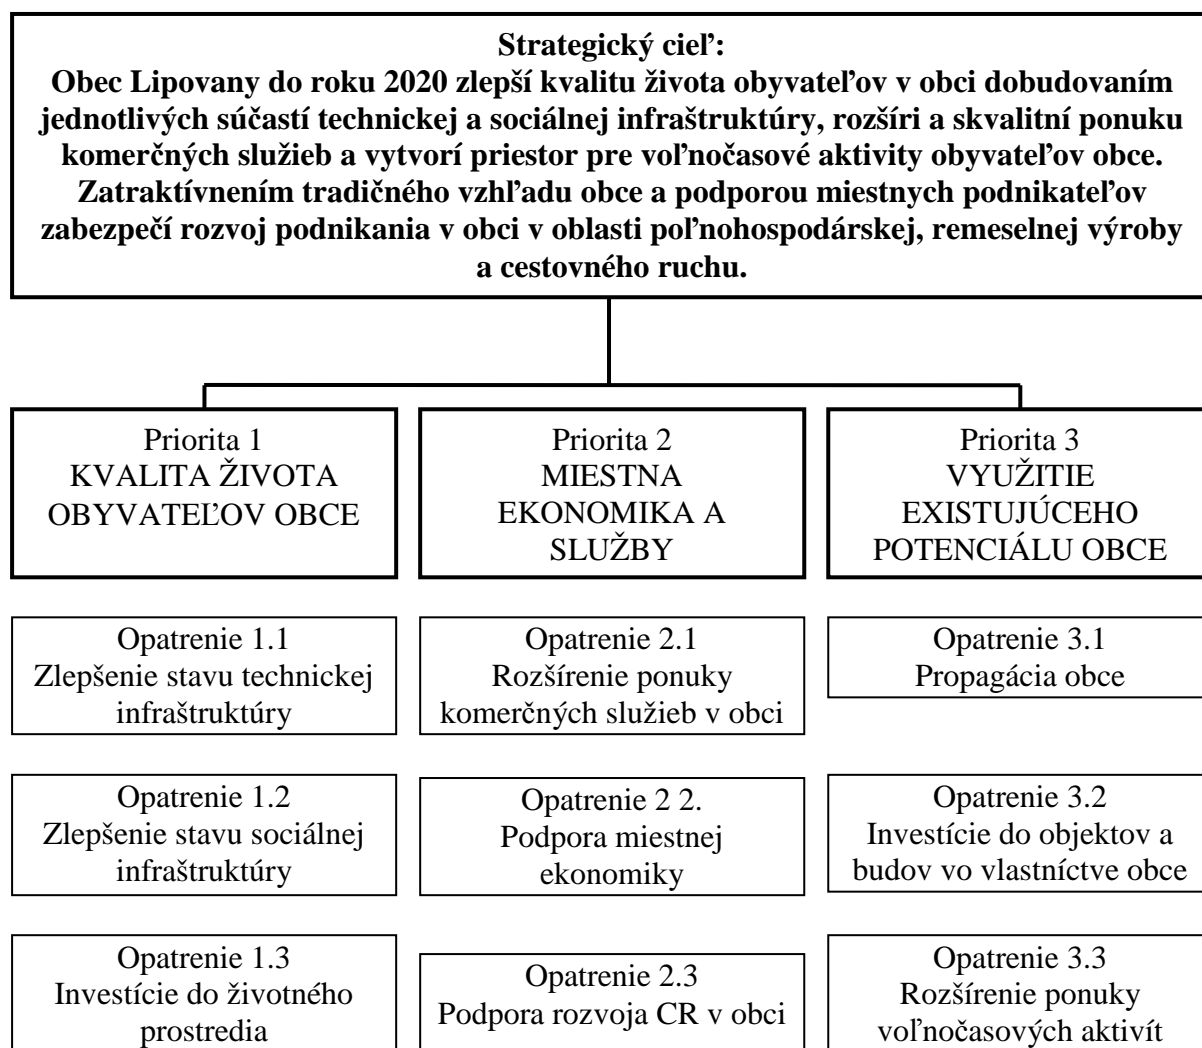 Strategický cieľ:
Obec Lipovany do roku 2020 zlepší kvalitu života obyvateľov v obci dobudovaním
jednotlivých súčastí technickej a sociálnej infraštruktúry, rozšíri a skvalitní ponuku
komerčných služieb a vytvorí priestor pre voľnočasové aktivity obyvateľov obce.
Zatraktívnením tradičného vzhľadu obce a podporou miestnych podnikateľov
zabezpečí rozvoj podnikania v obci v oblasti poľnohospodárskej, remeselnej výroby
a cestovného ruchu.
Priorita 1
KVALITA ŽIVOTA
OBYVATEĽOV OBCE
Priorita 2
MIESTNA
EKONOMIKA A
SLUŽBY
Priorita 3
VYUŽITIE
EXISTUJÚCEHO
POTENCIÁLU OBCE
Opatrenie 1.1
Zlepšenie stavu technickej
infraštruktúry
Opatrenie 2.1
Rozšírenie ponuky
komerčných služieb v obci
Opatrenie 3.1
Propagácia obce
Opatrenie 1.2
Zlepšenie stavu sociálnej
infraštruktúry
Opatrenie 2 2.
Podpora miestnej
ekonomiky
Opatrenie 3.2
Investície do objektov a
budov vo vlastníctve obce
Opatrenie 1.3
Investície do životného
prostredia
Opatrenie 2.3
Podpora rozvoja CR v obci
Opatrenie 3.3
Rozšírenie ponuky
voľnočasových aktivít